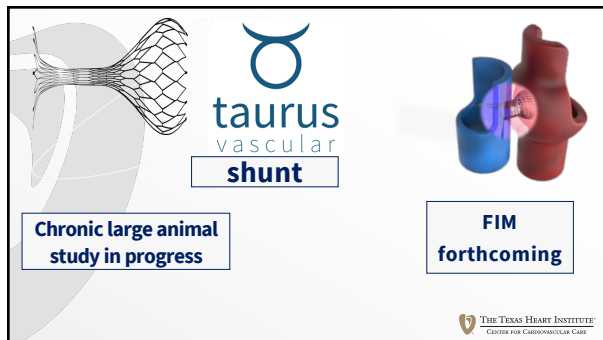 taurus
vascular
shunt
Chronic large animal
study in progress
FIM
forthcoming
THE TEXAS HEART INSTITUTE
CENTER FOR CARDIOVASCULAR CARE